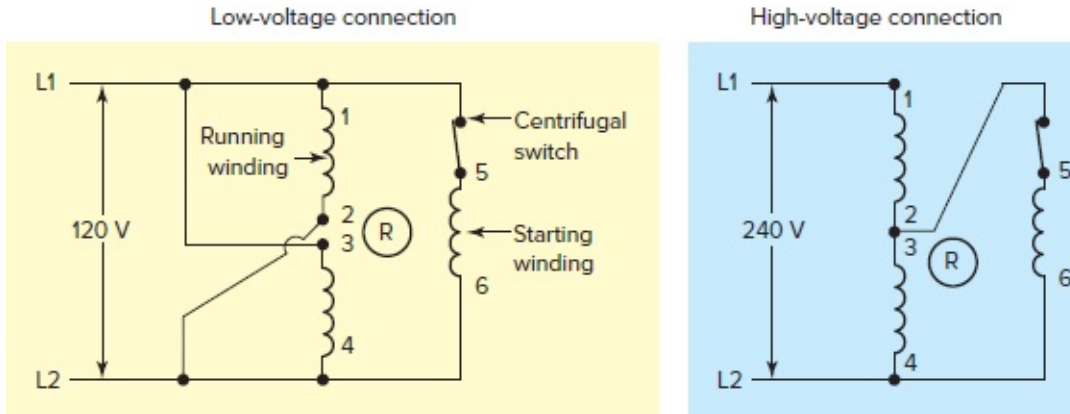 Low-voltage connection
L1
1
Running
winding
Centrifugal
switch
5
120 V
2
3
R
Starting
winding
6
4
L2
High-voltage connection
L1
1
5
240 V
2
3
R
6
4
L2